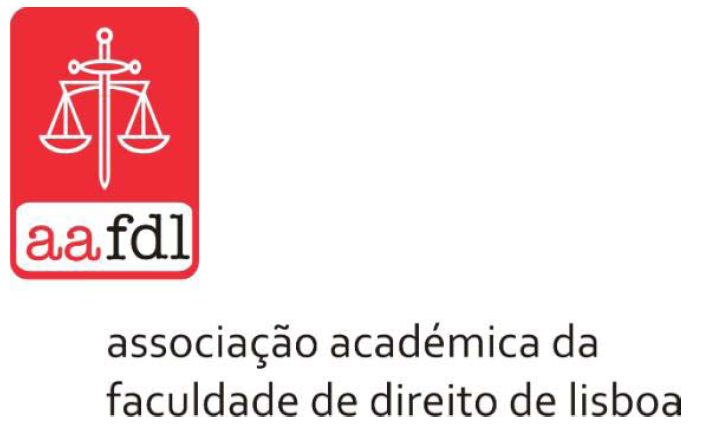 aafdl
associação académica da
faculdade de direito de lisboa